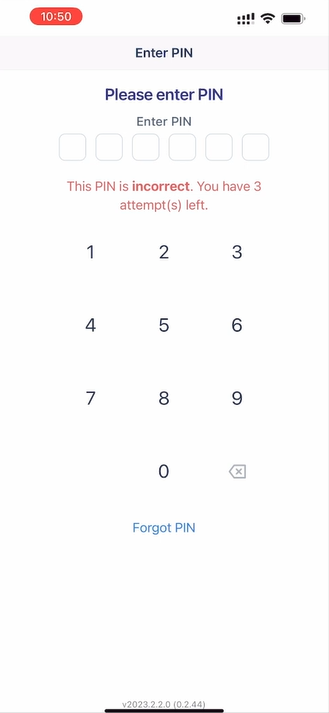 10:50
Enter PIN
Please enter PIN
Enter PIN
This PIN is incorrect. You have 3
attempt(s) left.
1 2 3
4 5 6
7 8 9
0
Forgot PIN
v2023.2.2.0 (0.2.44)